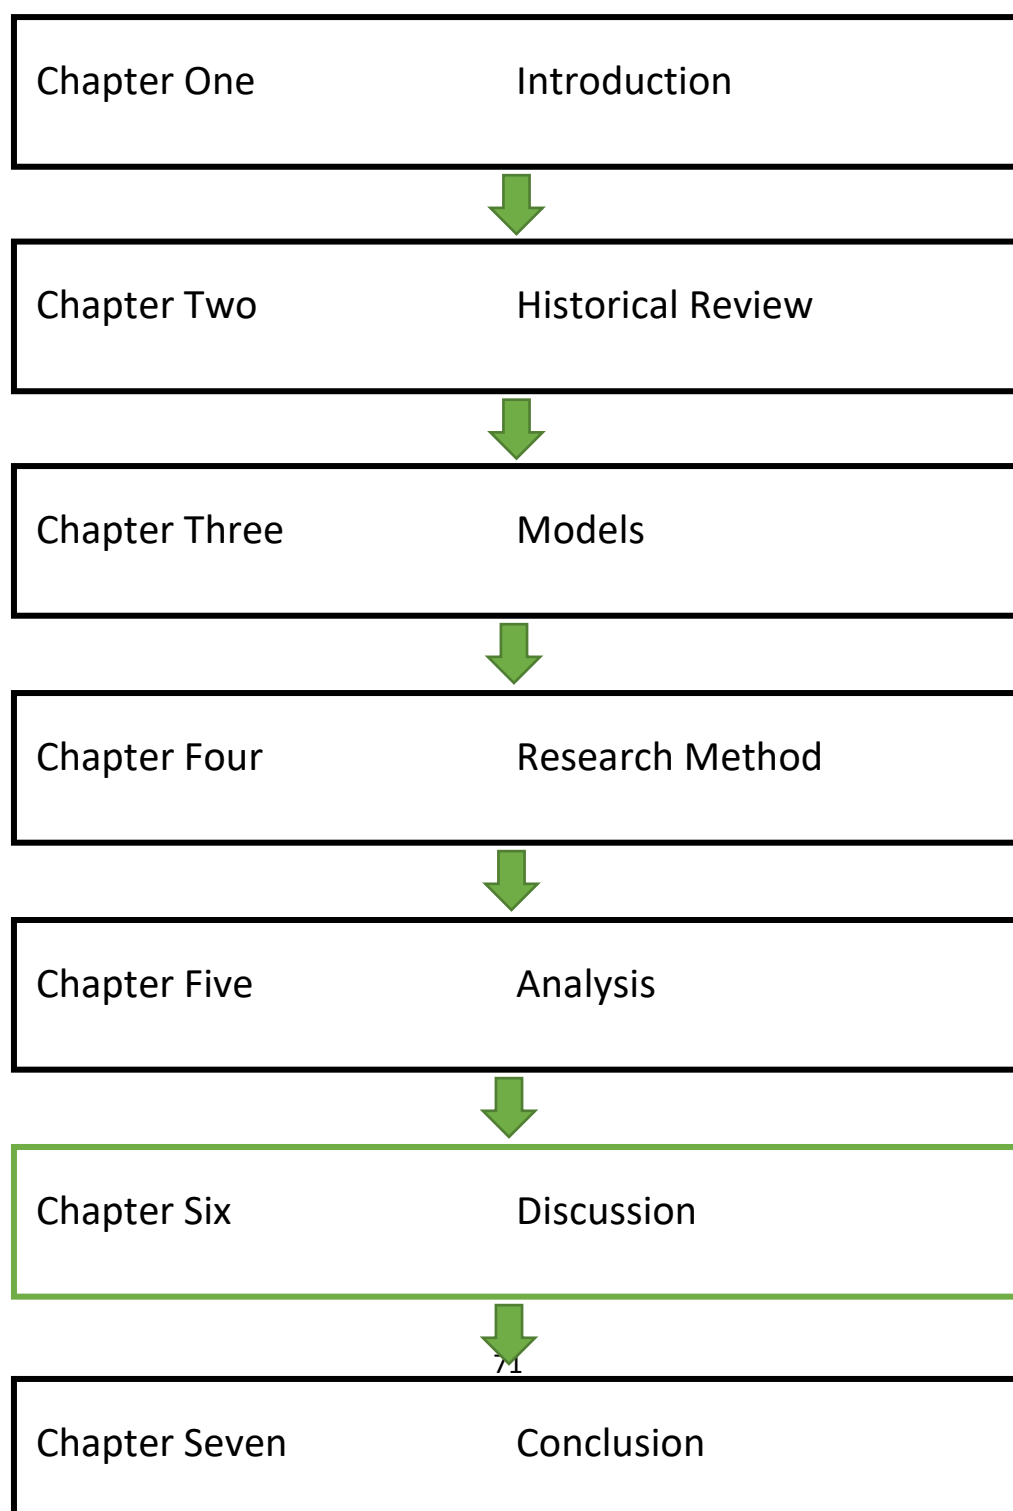 Chapter One Introduction
Chapter Two Historical Review
Chapter Three Models
Chapter Four Research Method
Chapter Five Analysis
Chapter Six Discussion
71
Chapter Seven Conclusion